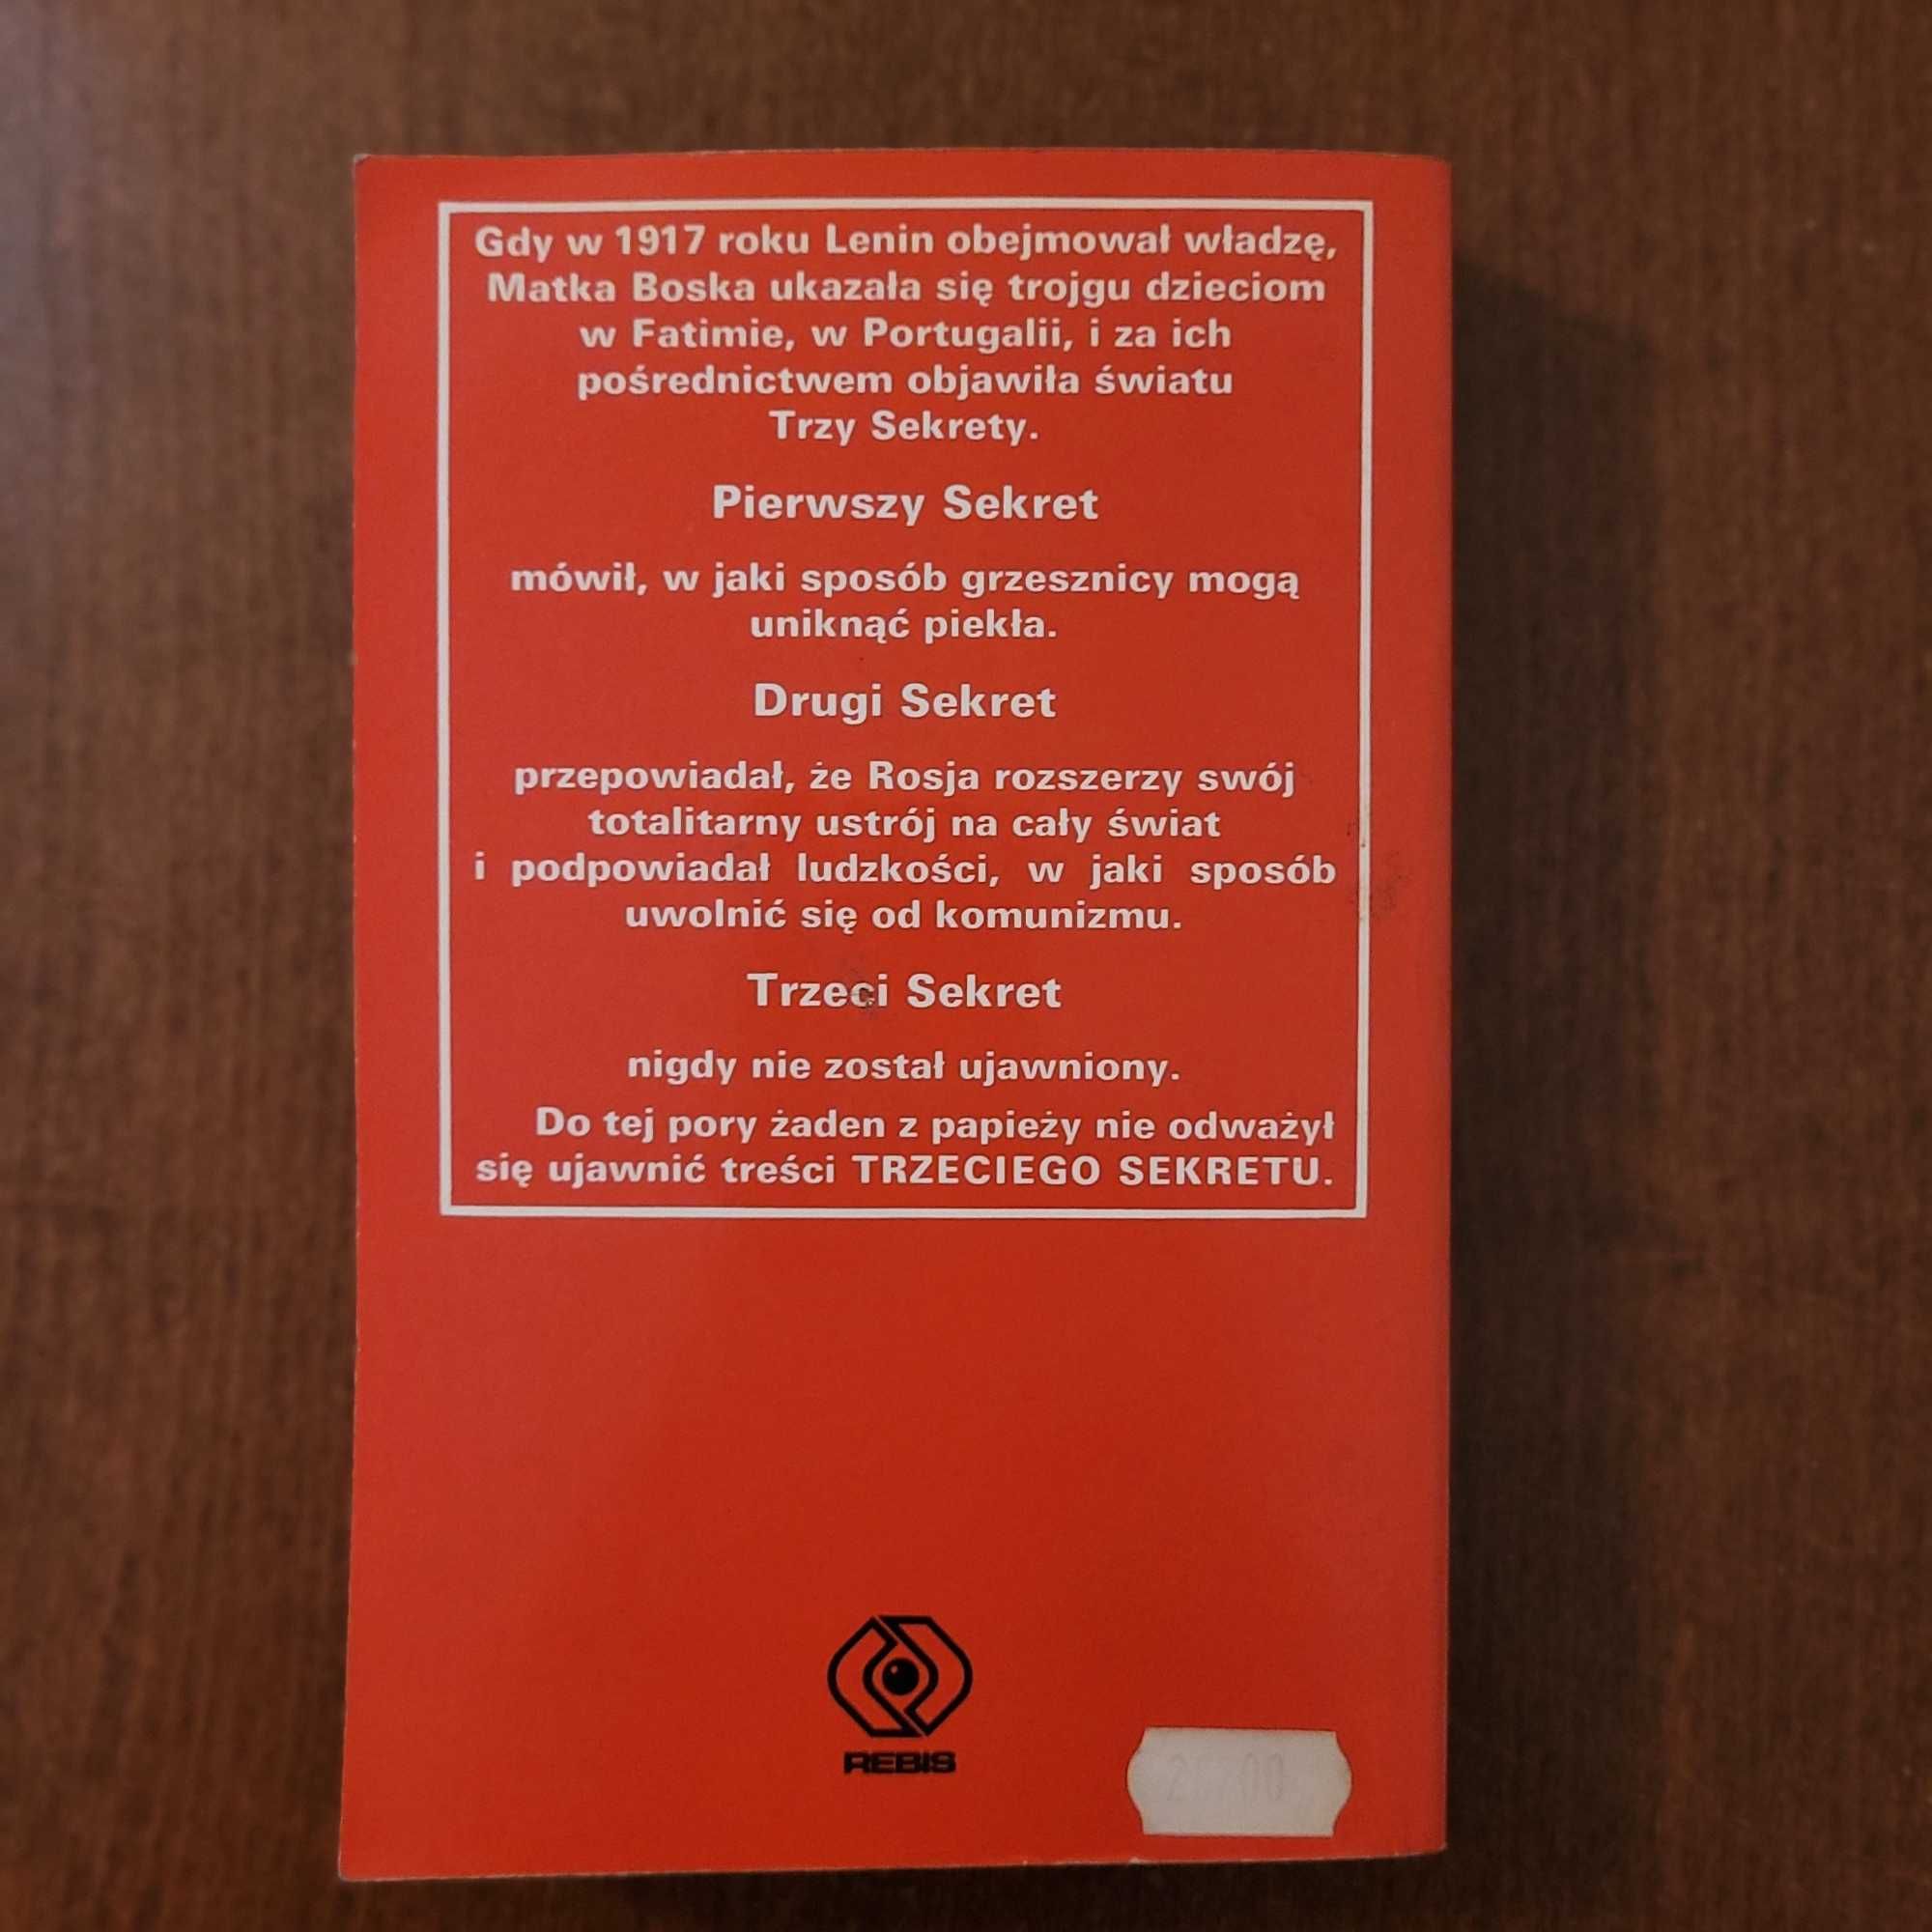 Gdy w 1917 roku Lenin obejmował władzę,
Matka Boska ukazała się trojgu dzieciom
w Fatimie, w Portugalii, i za ich
pośrednictwem objawiła światu
Trzy Sekrety.
Pierwszy Sekret
mówił, w jaki sposób grzesznicy mogą
uniknąć piekła.
Drugi Sekret
przepowiadał, że Rosja rozszerzy swój
totalitarny ustrój na cały świat
i podpowiadał ludzkości, w jaki sposób
uwolnić się od komunizmu.
Trzeci Sekret
nigdy nie został ujawniony.
Do tej pory żaden z papieży nie odważył
się ujawnić treści TRZECIEGO SEKRETU.
REBIS